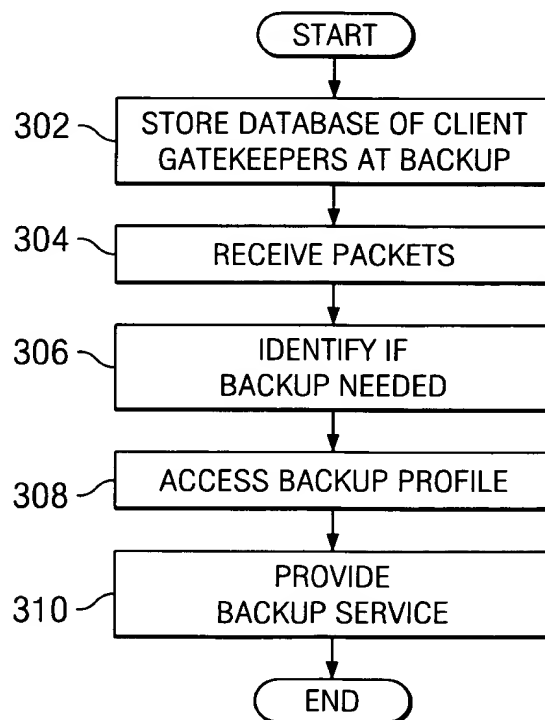 START
302
STORE DATABASE OF CLIENT
GATEKEEPERS AT BACKUP
304
RECEIVE PACKETS
306
IDENTIFY IF
BACKUP NEEDED
308
ACCESS BACKUP PROFILE
310
PROVIDE
BACKUP SERVICE
END